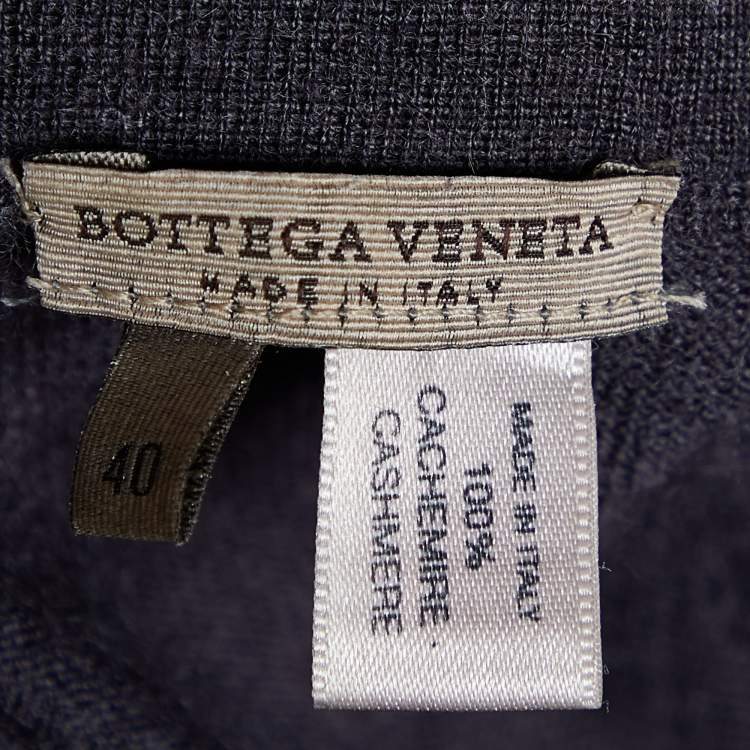 BOTTEGA VENETA
MADE IN ITALY
40
MADE IN ITALY
100%
CACHEMIRE.
CASHMERE